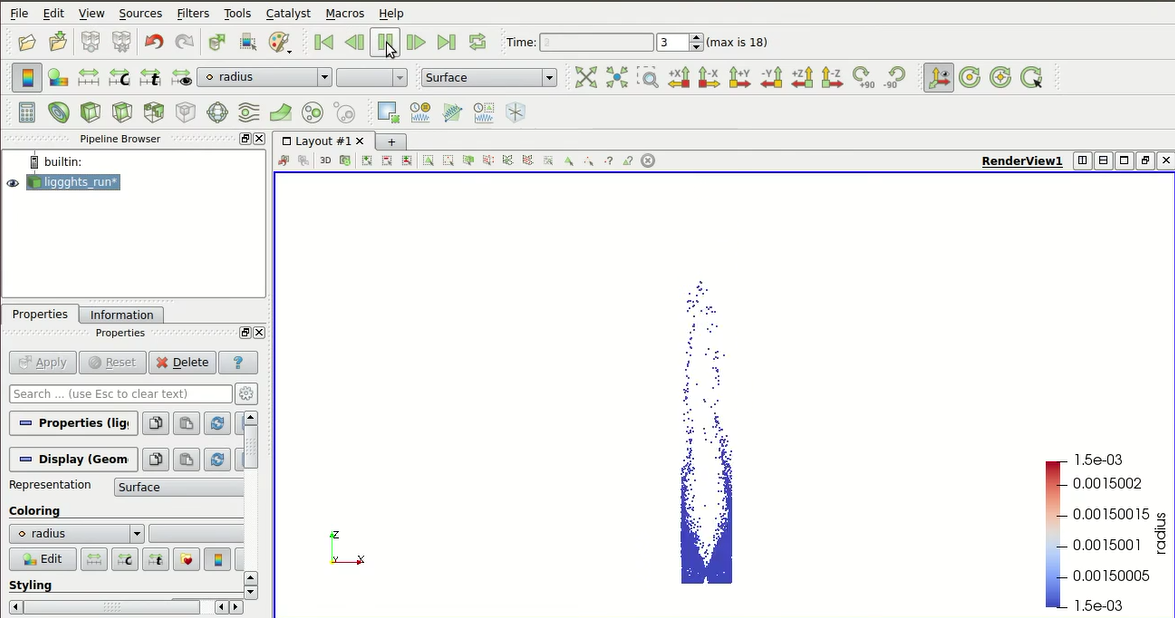 File Edit View Sources Filters Tools Catalyst Macros Help
Time: 2 3 (max is 18)
radius Surface +X -X +Y -Y +Z -Z +90 -90
Pipeline Browser Layout #1 +
builtin: 3D RenderView1
liggghts_run*
Properties Information
Properties
Apply Reset Delete ?
Search ... (use Esc to clear text)
Properties (lig
Display (Geom
Representation Surface
Coloring
radius
Edit
Styling
Z
Y X
1.5e-03
0.0015002
0.00150015
0.0015001
0.00150005
1.5e-03
radius